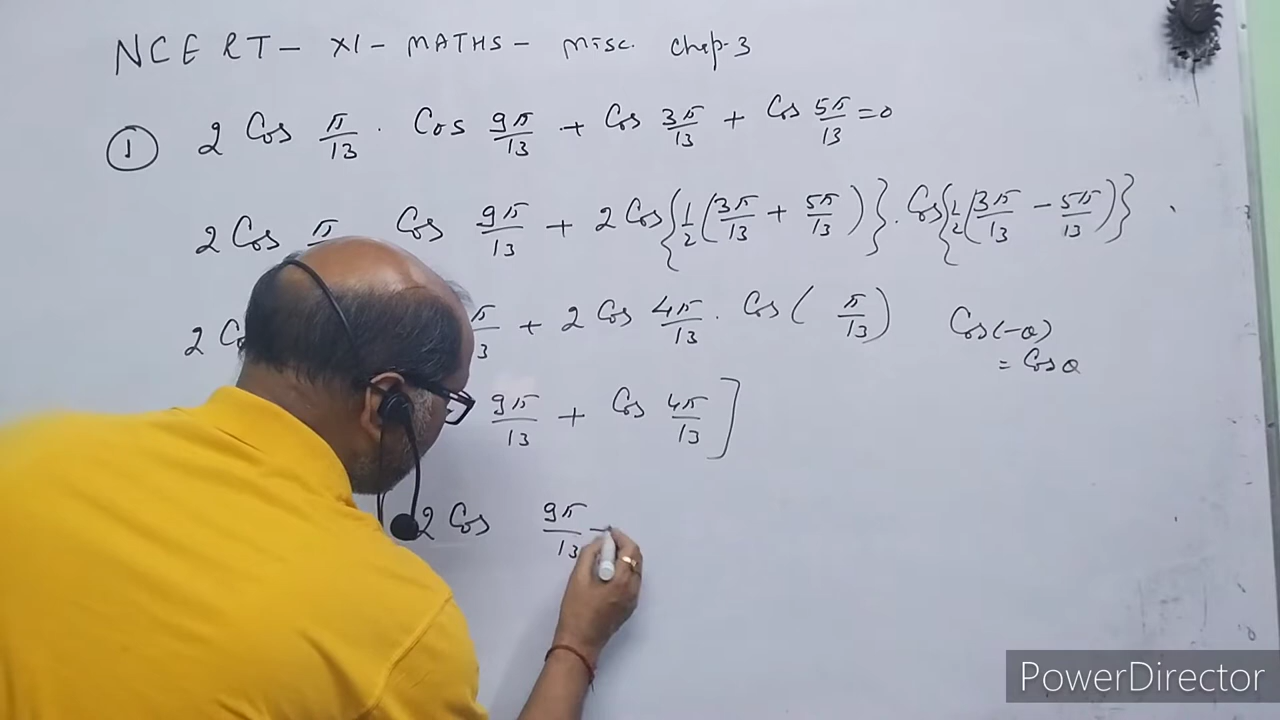 NCERT - XI - MATHS - Misc. Chap-3
① 2 Cos π/13 . Cos 9π/13 + Cos 3π/13 + Cos 5π/13 = 0
2 Cos π Cos 9π/13 + 2 Cos{1/2(3π/13 + 5π/13)} . Cos{1/2(3π/13 - 5π/13)}
2 Co π/3 + 2 Cos 4π/13 . Cos( π/13)
Cos(-θ)
= Cos θ
9π/13 + Cos 4π/13]
2 Cos 9π/13
PowerDirector